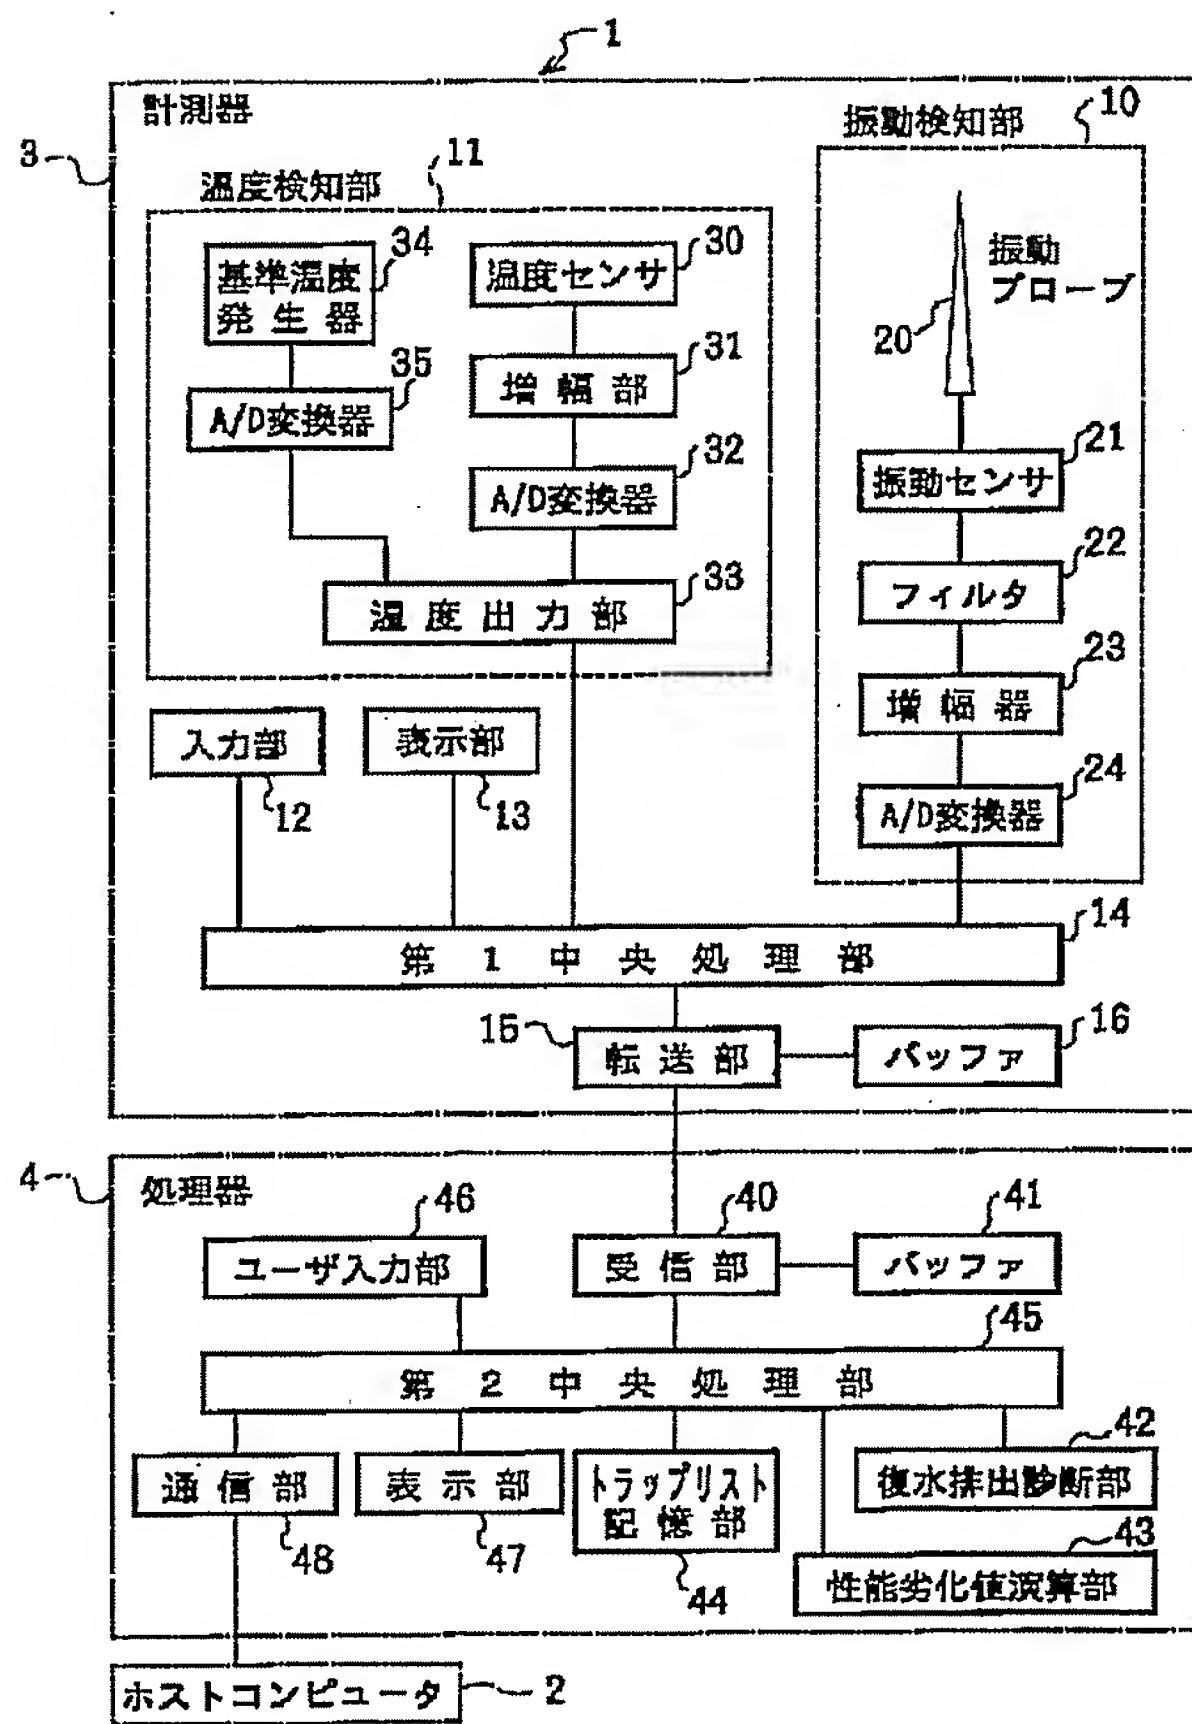 1
計測器
3
振動検知部
10
温度検知部
11
基準温度
発生器
34
温度センサ
30
振動
プローブ
20
増幅部
31
A/D変換器
35
A/D変換器
32
振動センサ
21
フィルタ
22
温度出力部
33
増幅器
23
入力部
12
表示部
13
A/D変換器
24
第1中央処理部
14
転送部
15
バッファ
16
処理器
4
ユーザ入力部
46
受信部
40
バッファ
41
第2中央処理部
45
通信部
48
表示部
47
トラップリスト
記憶部
44
復水排出診断部
42
性能劣化値演算部
43
ホストコンピュータ
2